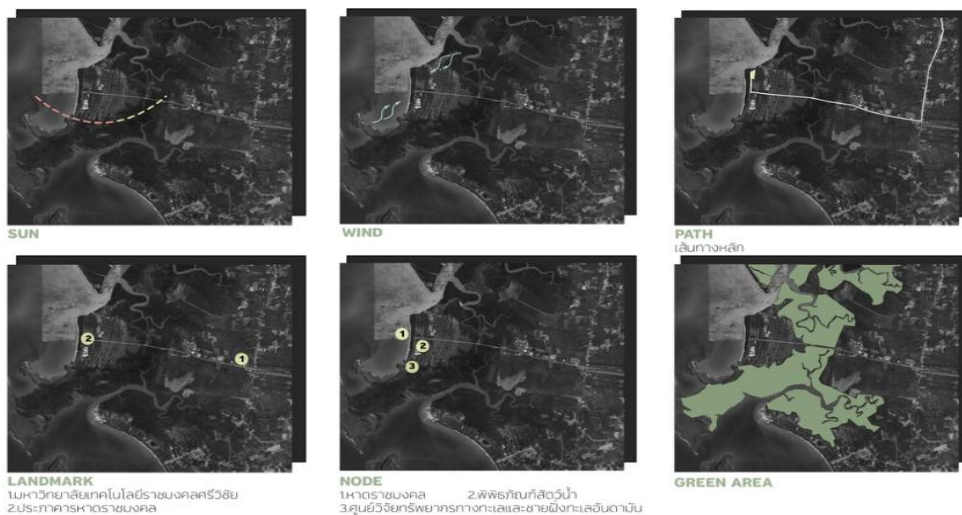 SUN
WIND
PATH
เส้นทางหลัก
2
1
1
2
3
LANDMARK
1.มหาวิทยาลัยเทคโนโลยีราชมงคลศรีวิชัย
2.ประภาคารหาดราชมงคล
NODE
1.หาดราชมงคล 2.พิพิธภัณฑ์สัตว์น้ำ
3.ศูนย์วิจัยทรัพยากรทางทะเลและชายฝั่งทะเลอันดามัน
GREEN AREA